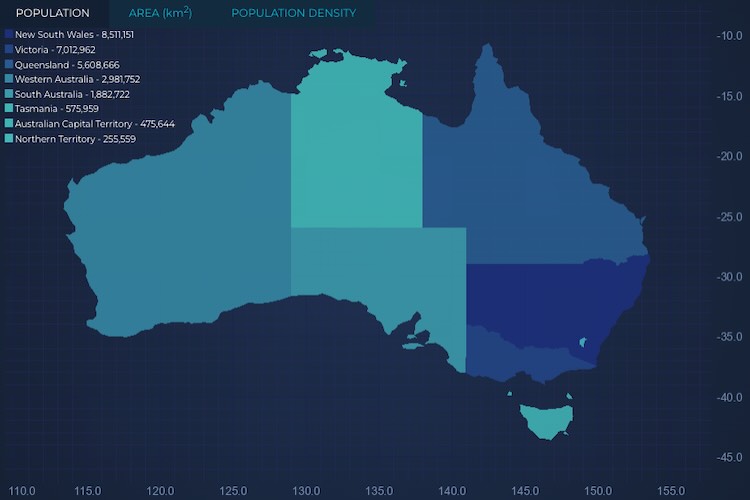 POPULATION AREA (km²) POPULATION DENSITY
New South Wales - 8,511,151
Victoria - 7,012,962
Queensland - 5,608,666
Western Australia - 2,981,752
South Australia - 1,882,722
Tasmania - 575,959
Australian Capital Territory - 475,644
Northern Territory - 255,559
-10.0
-15.0
-20.0
-25.0
-30.0
-35.0
-40.0
-45.0
110.0 115.0 120.0 125.0 130.0 135.0 140.0 145.0 150.0 155.0